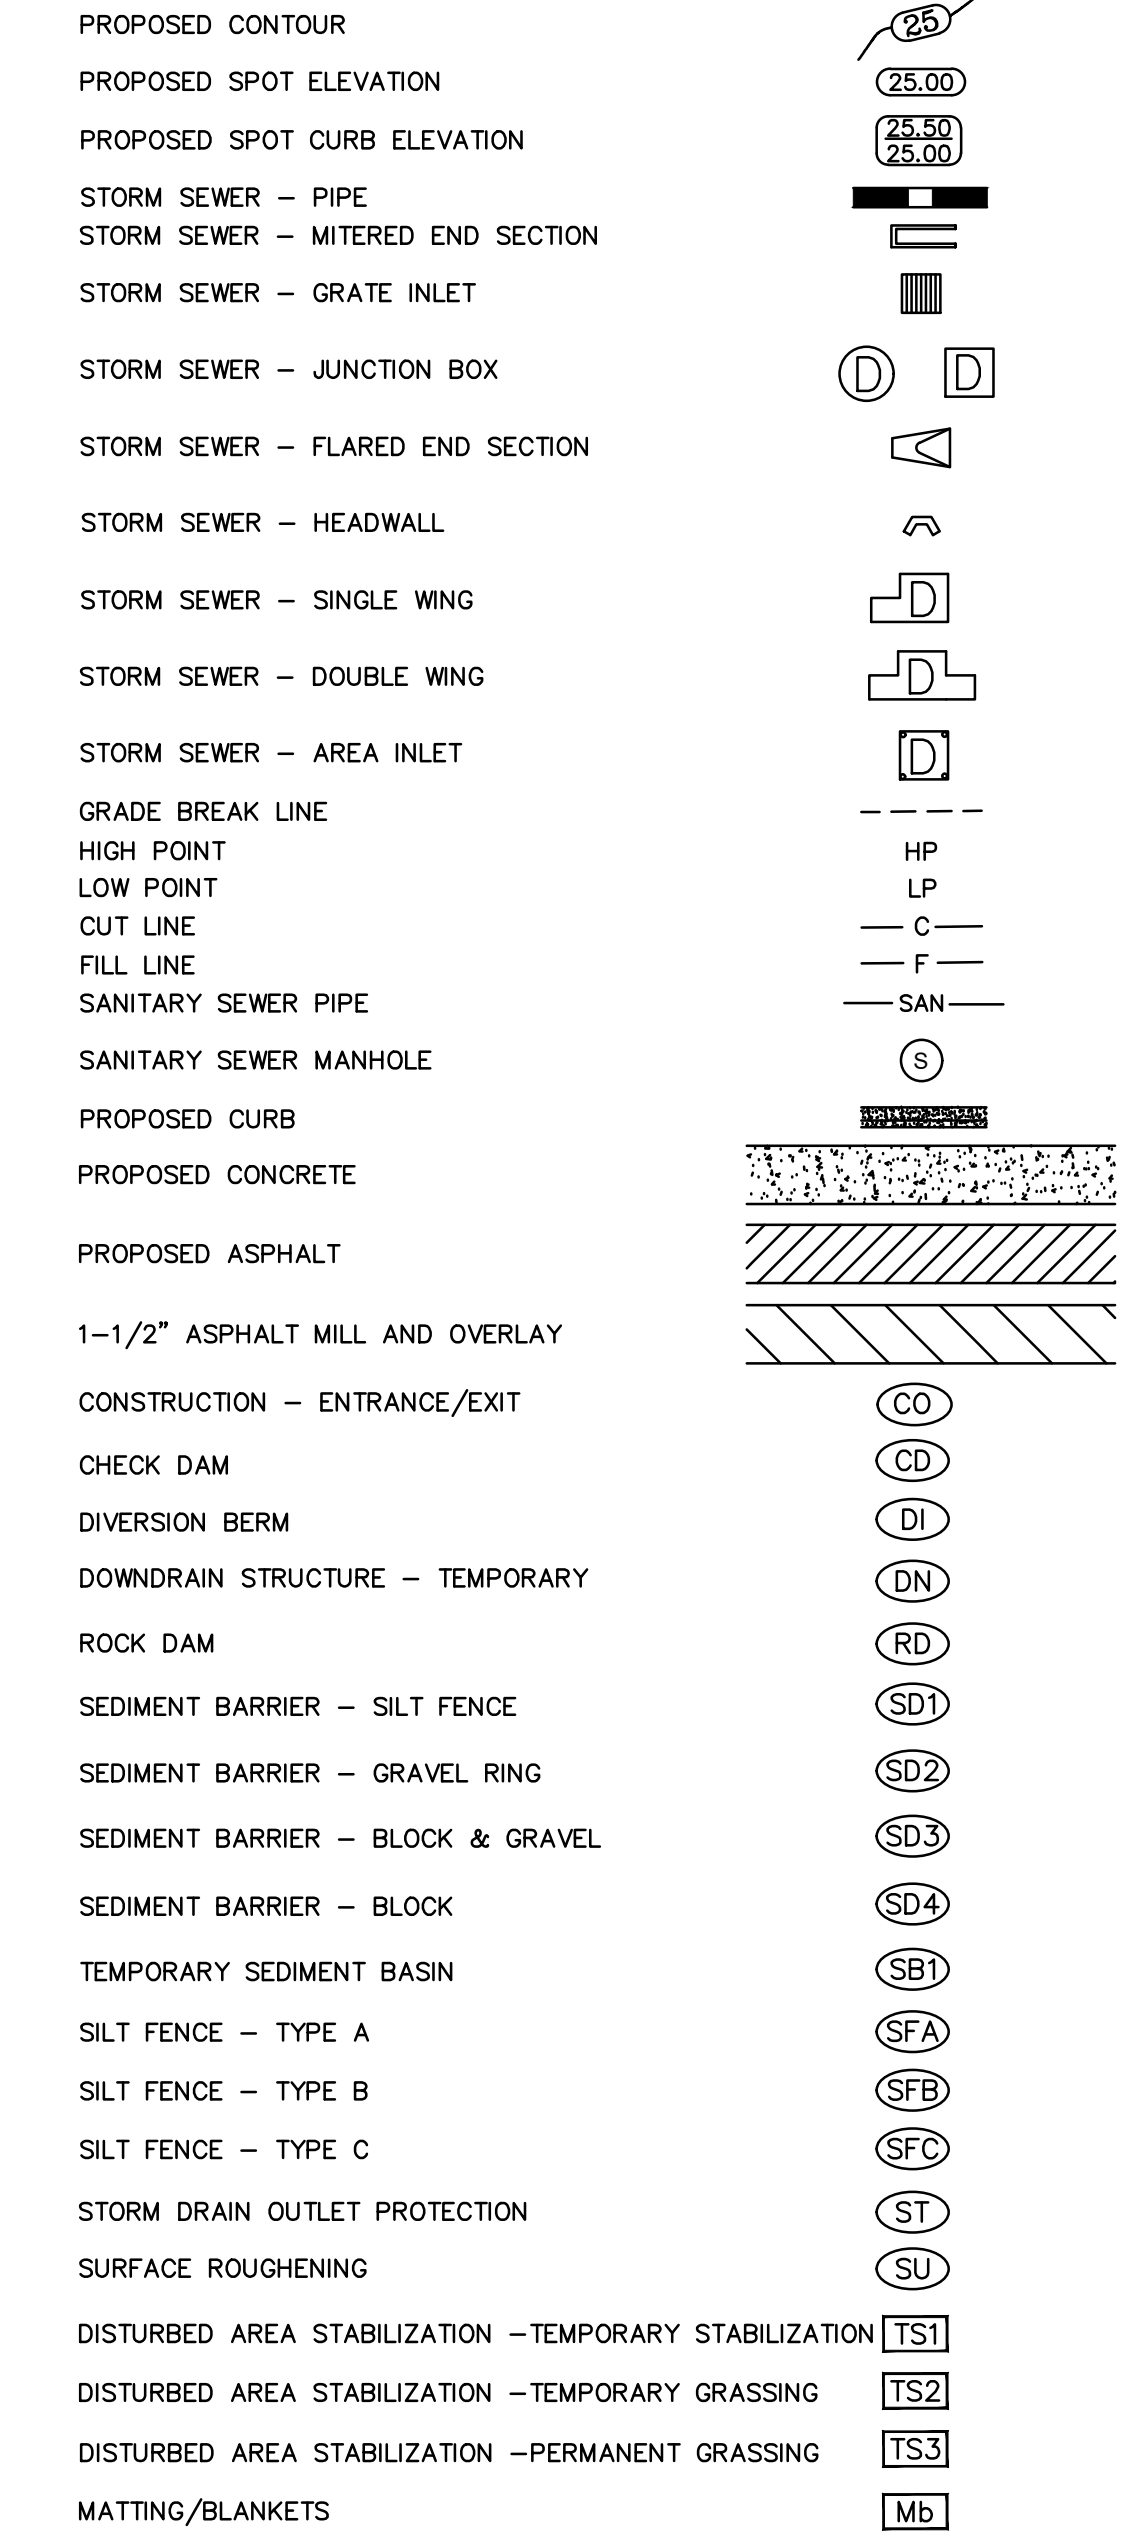 PROPOSED CONTOUR 25
PROPOSED SPOT ELEVATION 25.00
PROPOSED SPOT CURB ELEVATION 25.50
25.00
STORM SEWER – PIPE
STORM SEWER – MITERED END SECTION
STORM SEWER – GRATE INLET
STORM SEWER – JUNCTION BOX D D
STORM SEWER – FLARED END SECTION
STORM SEWER – HEADWALL
STORM SEWER – SINGLE WING D
STORM SEWER – DOUBLE WING D
STORM SEWER – AREA INLET D
GRADE BREAK LINE
HIGH POINT HP
LOW POINT LP
CUT LINE C
FILL LINE F
SANITARY SEWER PIPE SAN
SANITARY SEWER MANHOLE S
PROPOSED CURB
PROPOSED CONCRETE
PROPOSED ASPHALT
1–1/2” ASPHALT MILL AND OVERLAY
CONSTRUCTION – ENTRANCE/EXIT CO
CHECK DAM CD
DIVERSION BERM DI
DOWNDRAIN STRUCTURE – TEMPORARY DN
ROCK DAM RD
SEDIMENT BARRIER – SILT FENCE SD1
SEDIMENT BARRIER – GRAVEL RING SD2
SEDIMENT BARRIER – BLOCK & GRAVEL SD3
SEDIMENT BARRIER – BLOCK SD4
TEMPORARY SEDIMENT BASIN SB1
SILT FENCE – TYPE A SFA
SILT FENCE – TYPE B SFB
SILT FENCE – TYPE C SFC
STORM DRAIN OUTLET PROTECTION ST
SURFACE ROUGHENING SU
DISTURBED AREA STABILIZATION –TEMPORARY STABILIZATION TS1
DISTURBED AREA STABILIZATION –TEMPORARY GRASSING TS2
DISTURBED AREA STABILIZATION –PERMANENT GRASSING TS3
MATTING/BLANKETS Mb